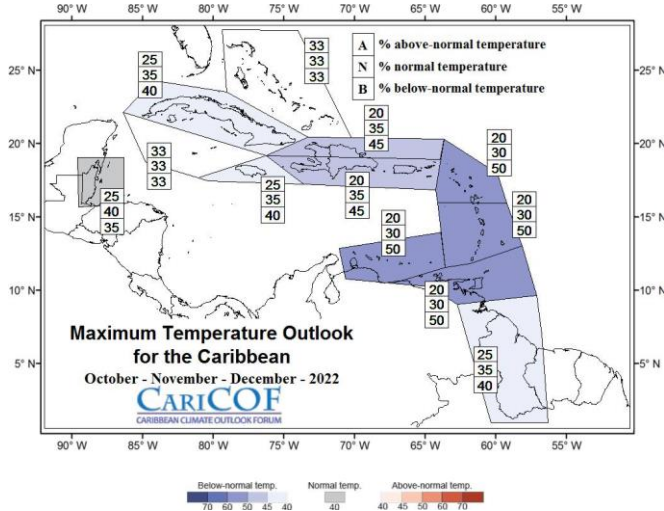 90° W 85° W 80° W 75° W 70° W 65° W 60° W 55° W
25° N
20° N
15° N
10° N
5° N
A % above-normal temperature
N % normal temperature
B % below-normal temperature
33
33
33
25
35
40
20
35
45
20
30
50
33
33
33
25
40
35
25
35
40
20
35
45
20
30
50
20
30
50
20
30
50
25
35
40
Maximum Temperature Outlook
for the Caribbean
October - November - December - 2022
CARICOF
CARIBBEAN CLIMATE OUTLOOK FORUM
90° W 85° W 80° W 75° W 70° W 65° W 60° W 55° W
Below-normal temp. Normal temp. Above-normal temp.
70 60 50 45 40 40 40 45 50 60 70